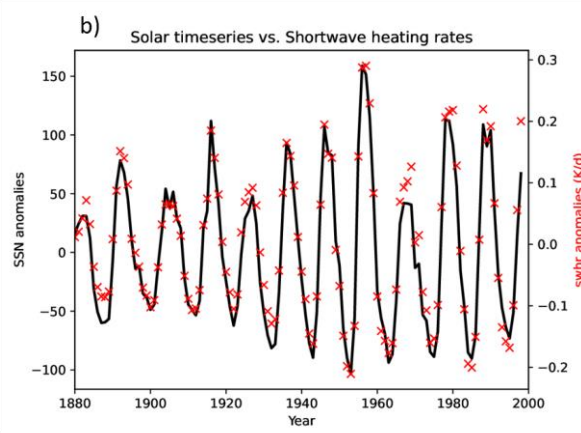 b)
Solar timeseries vs. Shortwave heating rates
SSN anomalies
150
100
50
0
−50
−100
0.3
0.2
0.1
0.0
−0.1
−0.2
swhr anomalies (K/d)
1880 1900 1920 1940 1960 1980 2000
Year